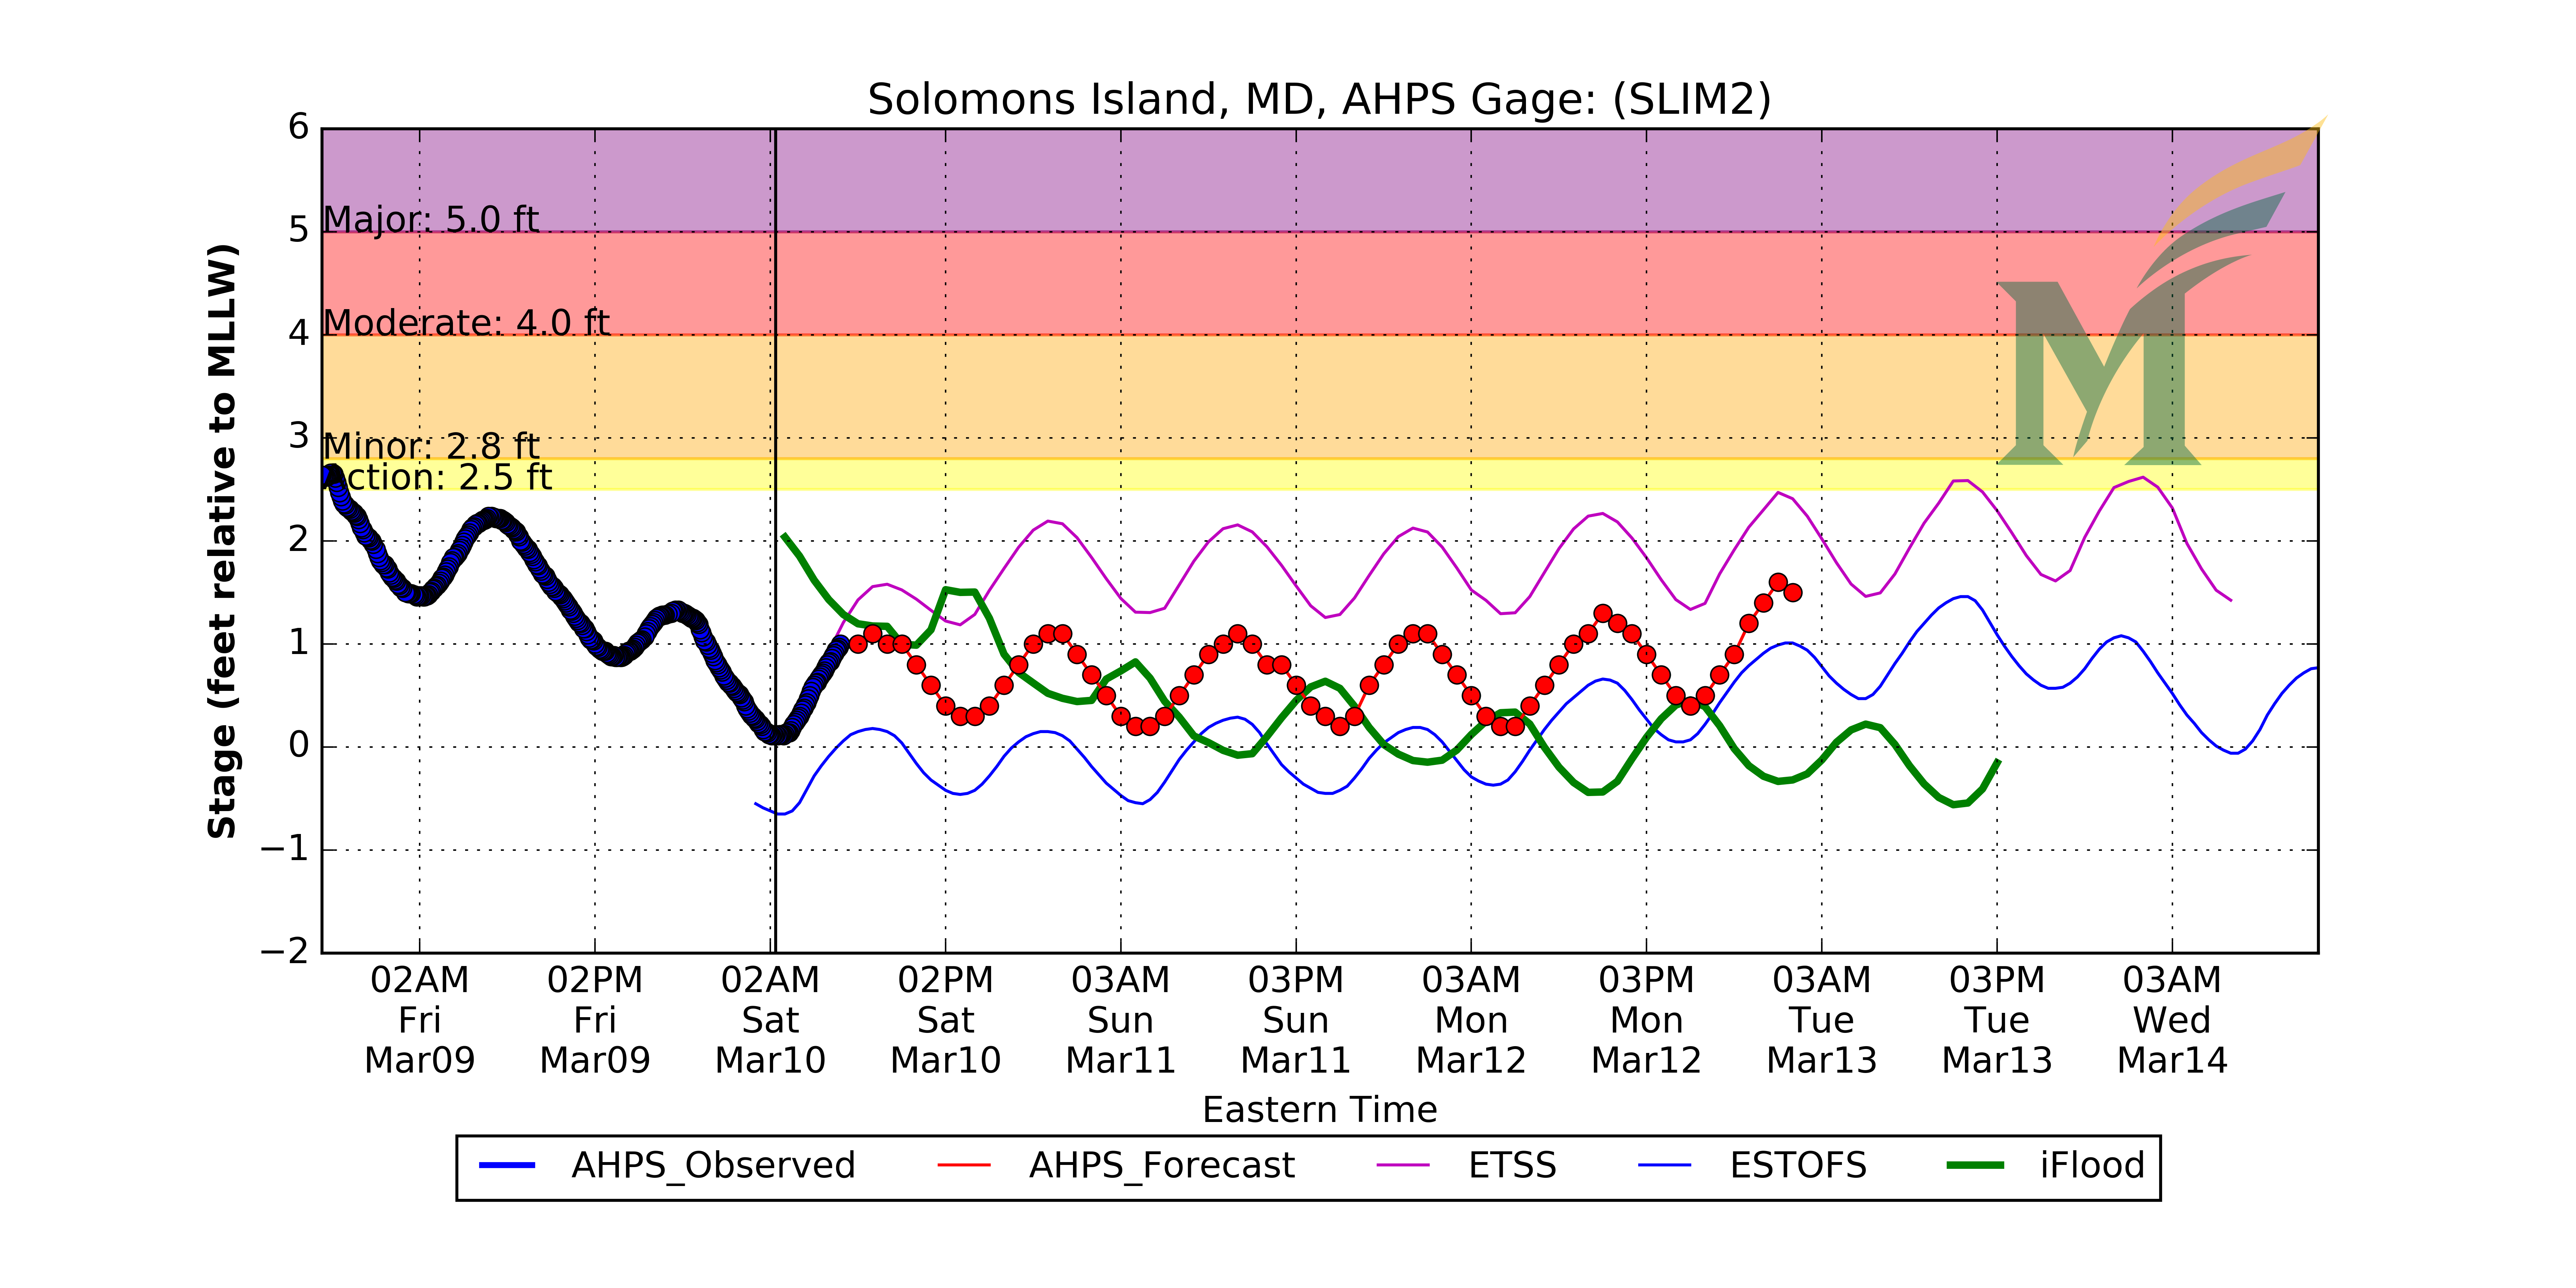 Solomons Island, MD, AHPS Gage: (SLIM2)
6
5
4
3
2
1
0
−1
−2
Stage (feet relative to MLLW)
Major: 5.0 ft
Moderate: 4.0 ft
Minor: 2.8 ft
ction: 2.5 ft
02AM 02PM 02AM 02PM 03AM 03PM 03AM 03PM 03AM 03PM 03AM
Fri Fri Sat Sat Sun Sun Mon Mon Tue Tue Wed
Mar09 Mar09 Mar10 Mar10 Mar11 Mar11 Mar12 Mar12 Mar13 Mar13 Mar14
Eastern Time
AHPS_Observed AHPS_Forecast ETSS ESTOFS iFlood
M